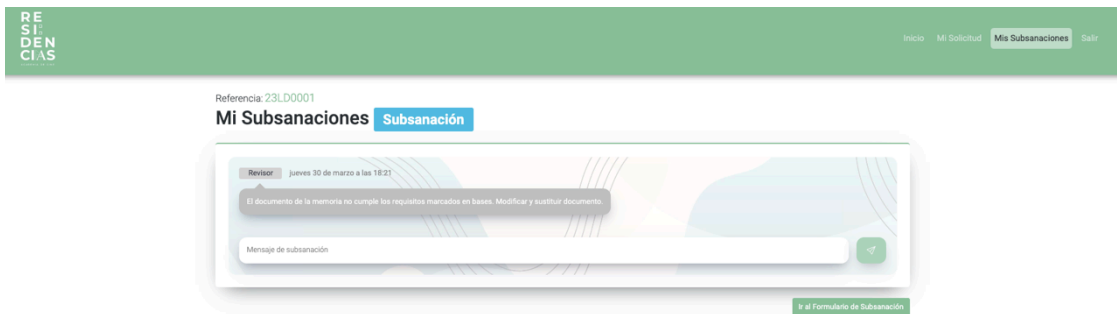 RE
SI
DEN
CIAS
Inicio Mi Solicitud Mis Subsanaciones Salir
Referencia: 23LD0001
Mi Subsanaciones Subsanación
Revisor jueves 30 de marzo a las 18:21
El documento de la memoria no cumple los requisitos marcados en bases. Modificar y sustituir documento.
Mensaje de subsanación
Ir al Formulario de Subsanación